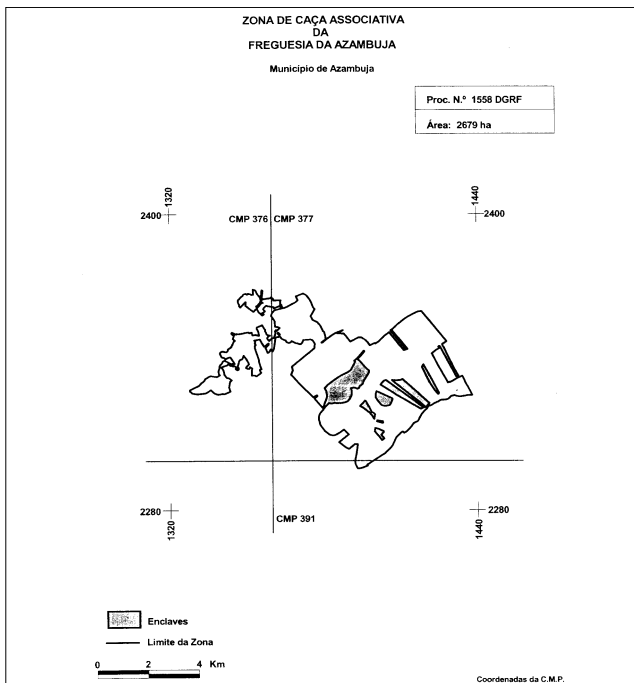 ZONA DE CAÇA ASSOCIATIVA
DA
FREGUESIA DA AZAMBUJA
Município de Azambuja
Proc. N.º 1558 DGRF
Área: 2679 ha
1320
1440
2400
CMP 376
CMP 377
2400
2280
2280
1320
CMP 391
1440
Enclaves
Limite da Zona
0 2 4 Km
Coordenadas da C.M.P.